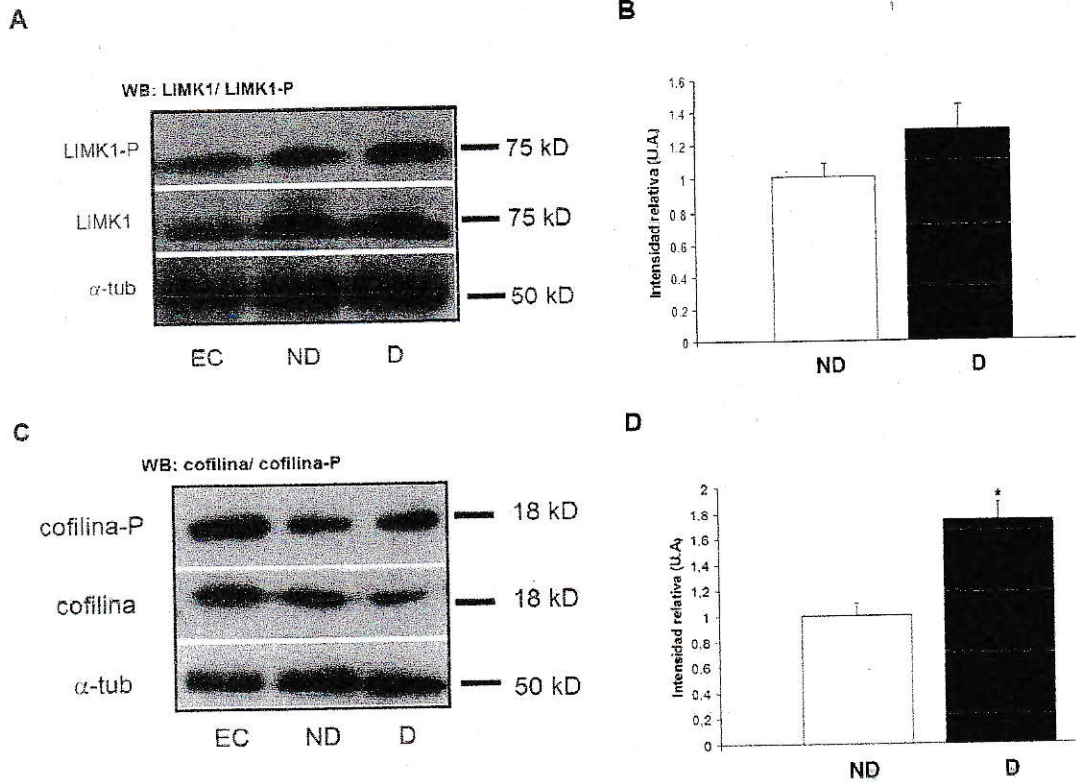 A
WB: LIMK1/ LIMK1-P
LIMK1-P
75 kD
LIMK1
75 kD
α-tub
50 kD
EC ND D
B
Intensidad relativa (U.A.)
1.6
1.4
1.2
1
0.8
0.6
0.4
0.2
0
ND D
C
WB: cofilina/ cofilina-P
cofilina-P
18 kD
cofilina
18 kD
α-tub
50 kD
EC ND D
D
Intensidad relativa (U.A,
2
1.8
1.6
1.4
1.2
1
0.8
0.6
0.4
0.2
0
*
ND D